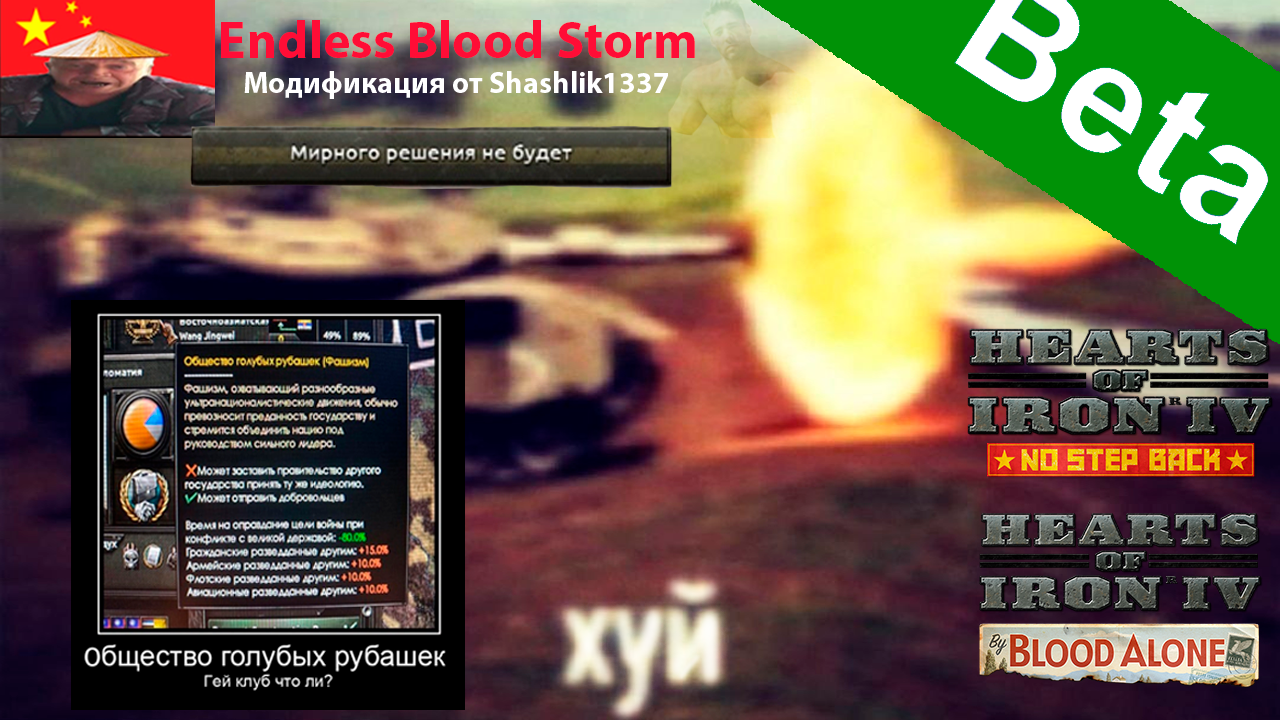 Endless Blood Storm
Модификация от Shashlik1337
Мирного решения не будет
Beta
Wang Jingwei
49% 89%
Общество голубых рубашек (Фашизм)
Фашизм, охватывающий разнообразные
ультранационалистические движения, обычно
превозносит преданность государству и
стремится объединить нацию под
руководством сильного лидера.
Может заставить правительство другого
государства принять ту же идеологию.
Может отправить добровольцев
Время на оправдание цели войны при
конфликте с великой державой: -80.0%
Гражданские разведданные другим: +15.0%
Армейские разведданные другим: +10.0%
Флотские разведданные другим: +10.0%
Авиационные разведданные другим: +10.0%
Общество голубых рубашек
Гей клуб что ли?
хуй
HEARTS
OF
IRON IV
NO STEP BACK
HEARTS
OF
IRON IV
By BLOOD ALONE